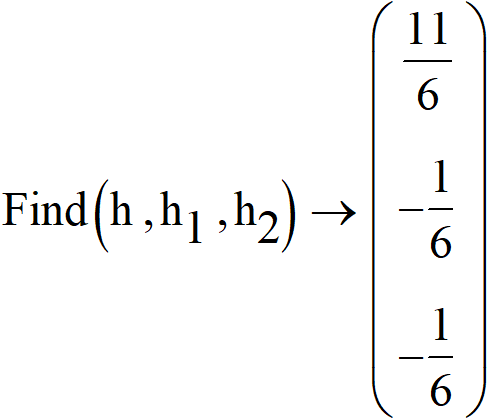 Find(h ,h₁ ,h₂) → (
11/6
-1/6
-1/6
)